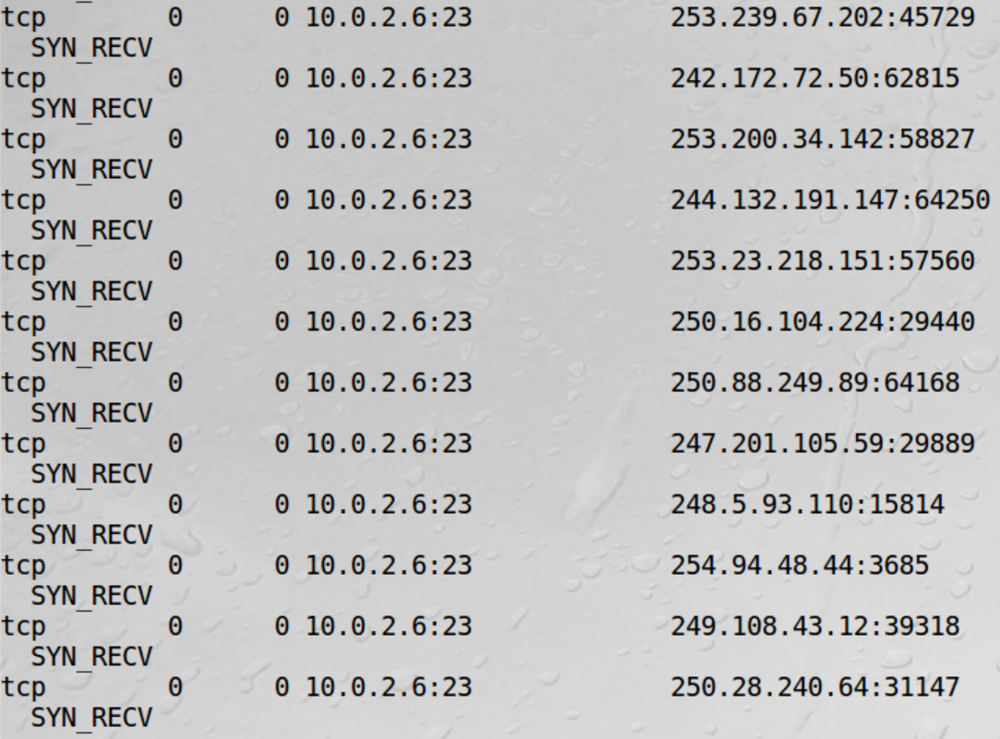 tcp 0 0 10.0.2.6:23 253.239.67.202:45729
SYN_RECV
tcp 0 0 10.0.2.6:23 242.172.72.50:62815
SYN_RECV
tcp 0 0 10.0.2.6:23 253.200.34.142:58827
SYN_RECV
tcp 0 0 10.0.2.6:23 244.132.191.147:64250
SYN_RECV
tcp 0 0 10.0.2.6:23 253.23.218.151:57560
SYN_RECV
tcp 0 0 10.0.2.6:23 250.16.104.224:29440
SYN_RECV
tcp 0 0 10.0.2.6:23 250.88.249.89:64168
SYN_RECV
tcp 0 0 10.0.2.6:23 247.201.105.59:29889
SYN_RECV
tcp 0 0 10.0.2.6:23 248.5.93.110:15814
SYN_RECV
tcp 0 0 10.0.2.6:23 254.94.48.44:3685
SYN_RECV
tcp 0 0 10.0.2.6:23 249.108.43.12:39318
SYN_RECV
tcp 0 0 10.0.2.6:23 250.28.240.64:31147
SYN_RECV